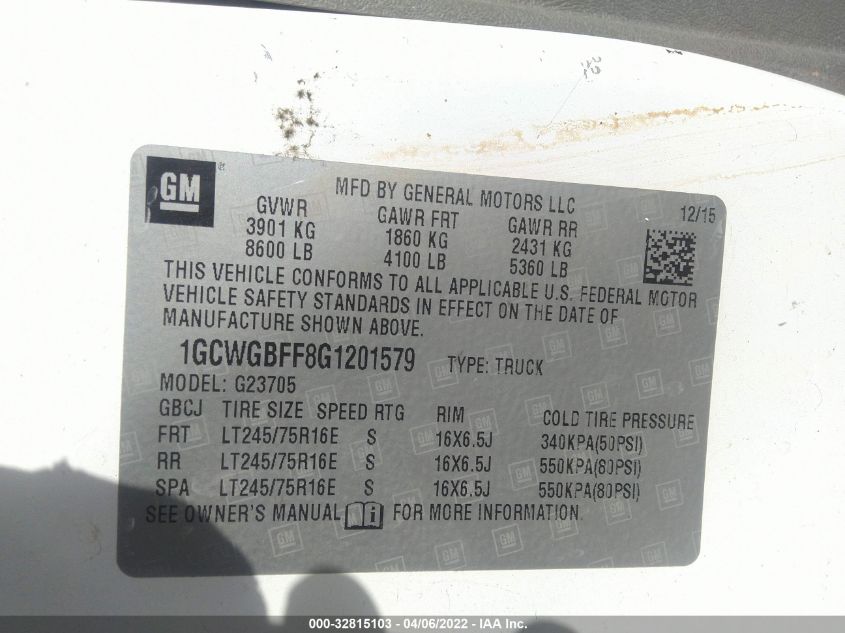 GM ®
MFD BY GENERAL MOTORS LLC
12/15
GVWR GAWR FRT GAWR RR
3901 KG 1860 KG 2431 KG
8600 LB 4100 LB 5360 LB
THIS VEHICLE CONFORMS TO ALL APPLICABLE U.S. FEDERAL MOTOR
VEHICLE SAFETY STANDARDS IN EFFECT ON THE DATE OF
MANUFACTURE SHOWN ABOVE.
1GCWGBFF8G1201579 TYPE: TRUCK
MODEL: G23705
GBCJ TIRE SIZE SPEED RTG RIM COLD TIRE PRESSURE
FRT LT245/75R16E S 16X6.5J 340KPA(50PSI)
RR LT245/75R16E S 16X6.5J 550KPA(80PSI)
SPA LT245/75R16E S 16X6.5J 550KPA(80PSI)
SEE OWNER'S MANUAL i FOR MORE INFORMATION.
000-32815103 - 04/06/2022 - IAA Inc.